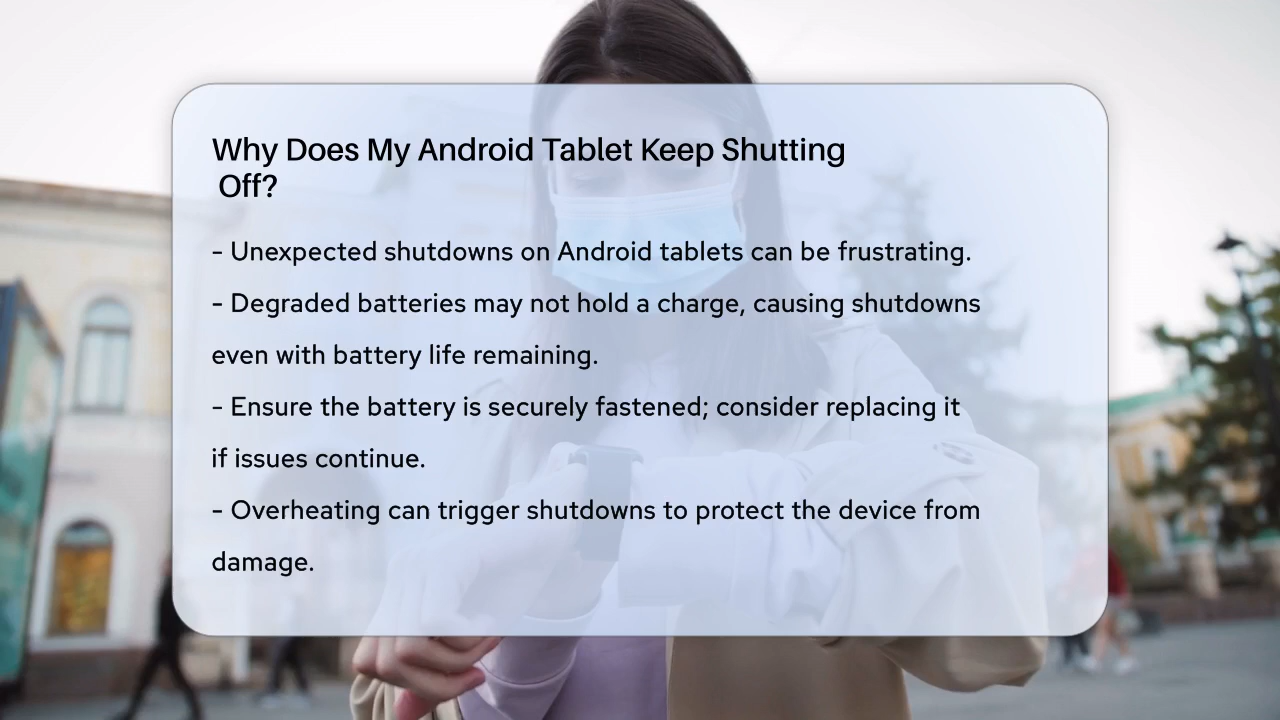 Why Does My Android Tablet Keep Shutting
Off?
- Unexpected shutdowns on Android tablets can be frustrating.
- Degraded batteries may not hold a charge, causing shutdowns
even with battery life remaining.
- Ensure the battery is securely fastened; consider replacing it
if issues continue.
- Overheating can trigger shutdowns to protect the device from
damage.